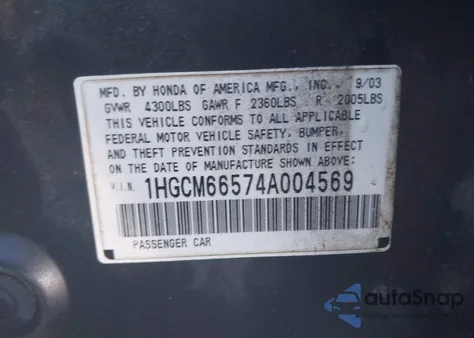 MFD. BY HONDA OF AMERICA MFG., INC. 9/03
GVWR 4300LBS GAWR F 2360LBS R 2005LBS
THIS VEHICLE CONFORMS TO ALL APPLICABLE
FEDERAL MOTOR VEHICLE SAFETY, BUMPER,
AND THEFT PREVENTION STANDARDS IN EFFECT
ON THE DATE OF MANUFACTURE SHOWN ABOVE.
V.I.N. 1HGCM66574A004569
PASSENGER CAR
autoSnap